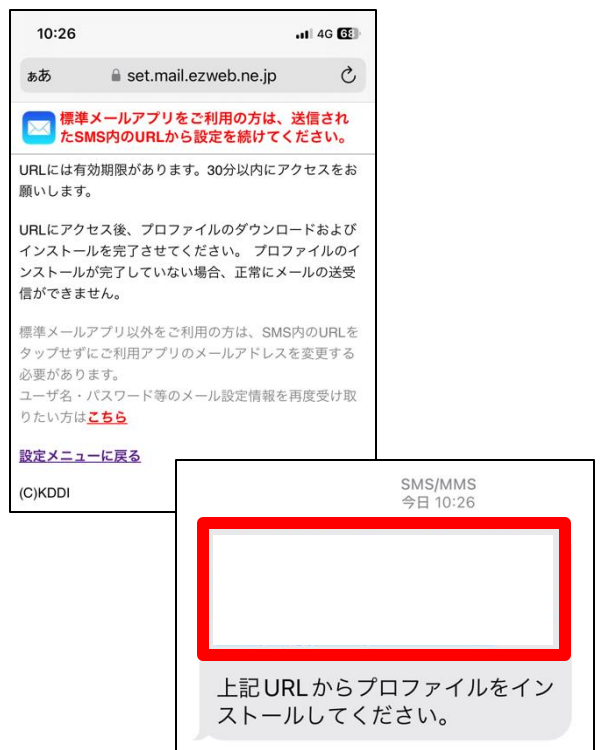 10:26
4G 68
ぁあ
set.mail.ezweb.ne.jp
標準メールアプリをご利用の方は、送信され
たSMS内のURLから設定を続けてください。
URLには有効期限があります。30分以内にアクセスをお
願いします。
URLにアクセス後、プロファイルのダウンロードおよび
インストールを完了させてください。 プロファイルのイ
ンストールが完了していない場合、正常にメールの送受
信ができません。
標準メールアプリ以外をご利用の方は、SMS内のURLを
タップせずにご利用アプリのメールアドレスを変更する
必要があります。
ユーザ名・パスワード等のメール設定情報を再度受け取
りたい方はこちら
設定メニューに戻る
(C)KDDI
SMS/MMS
今日 10:26
上記URLからプロファイルをイン
ストールしてください。